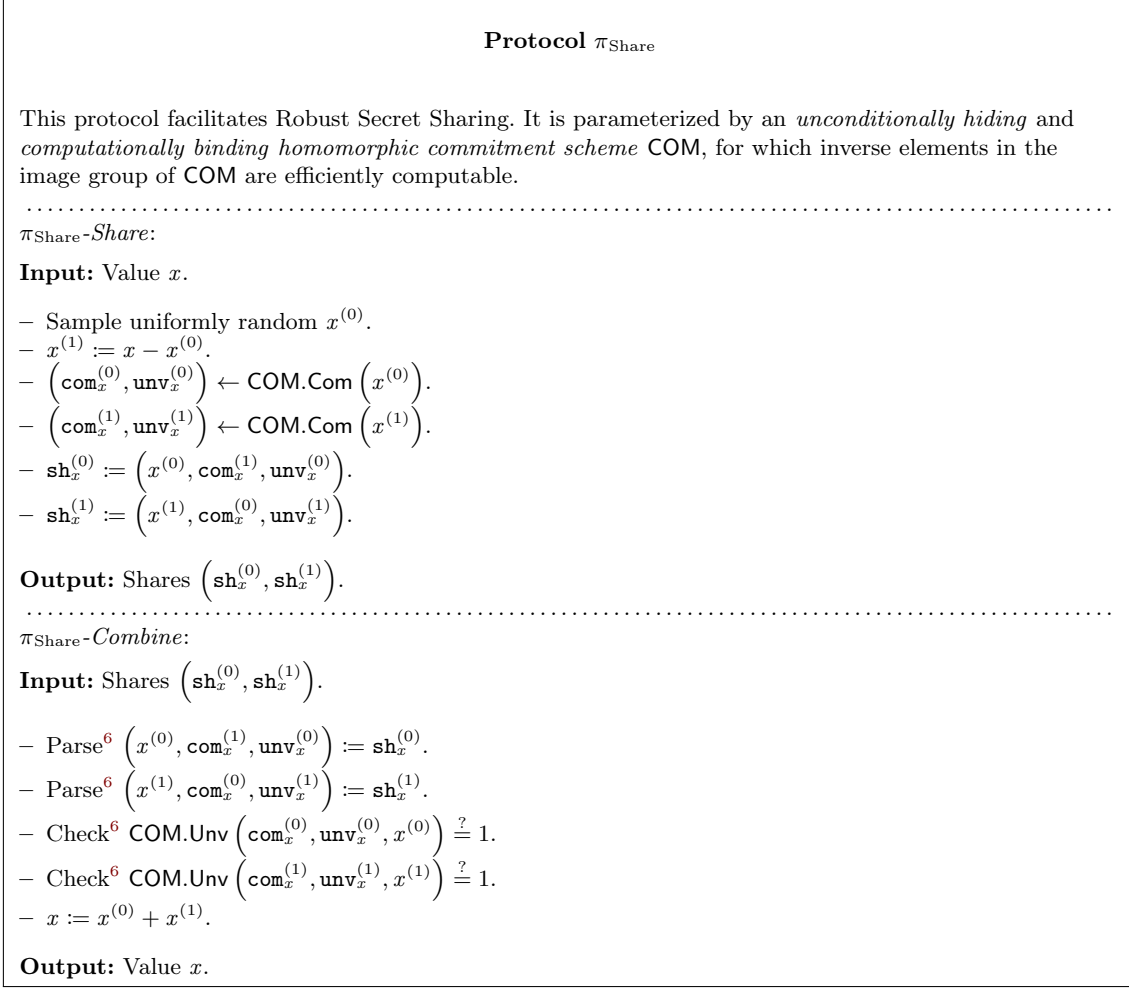 Protocol π_Share
This protocol facilitates Robust Secret Sharing. It is parameterized by an unconditionally hiding and
computationally binding homomorphic commitment scheme COM, for which inverse elements in the
image group of COM are efficiently computable.
π_Share-Share:
Input: Value x.
– Sample uniformly random x^(0).
– x^(1) := x − x^(0).
– (com_x^(0), unv_x^(0)) ← COM.Com (x^(0)).
– (com_x^(1), unv_x^(1)) ← COM.Com (x^(1)).
– sh_x^(0) := (x^(0), com_x^(1), unv_x^(0)).
– sh_x^(1) := (x^(1), com_x^(0), unv_x^(1)).
Output: Shares (sh_x^(0), sh_x^(1)).
π_Share-Combine:
Input: Shares (sh_x^(0), sh_x^(1)).
– Parse^6 (x^(0), com_x^(1), unv_x^(0)) := sh_x^(0).
– Parse^6 (x^(1), com_x^(0), unv_x^(1)) := sh_x^(1).
– Check^6 COM.Unv (com_x^(0), unv_x^(0), x^(0)) ≟ 1.
– Check^6 COM.Unv (com_x^(1), unv_x^(1), x^(1)) ≟ 1.
– x := x^(0) + x^(1).
Output: Value x.